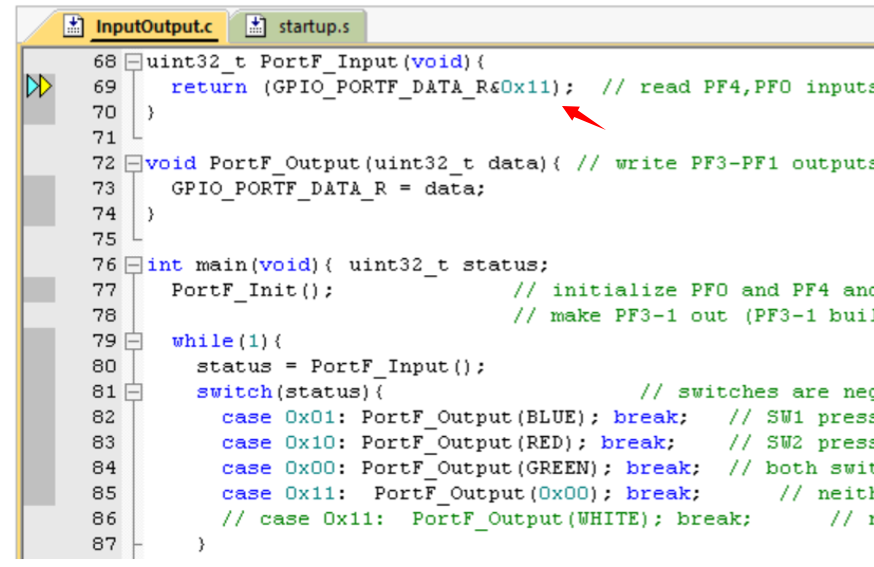 InputOutput.c startup.s
68 uint32_t PortF_Input(void){
69 return (GPIO_PORTF_DATA_R&0x11); // read PF4,PF0 inputs
70 }
71
72 void PortF_Output(uint32_t data){ // write PF3-PF1 outputs
73 GPIO_PORTF_DATA_R = data;
74 }
75
76 int main(void){ uint32_t status;
77 PortF_Init(); // initialize PF0 and PF4 and
78 // make PF3-1 out (PF3-1 buil
79 while(1){
80 status = PortF_Input();
81 switch(status){ // switches are neg
82 case 0x01: PortF_Output(BLUE); break; // SW1 press
83 case 0x10: PortF_Output(RED); break; // SW2 press
84 case 0x00: PortF_Output(GREEN); break; // both swit
85 case 0x11: PortF_Output(0x00); break; // neith
86 // case 0x11: PortF_Output(WHITE); break; //
87 }